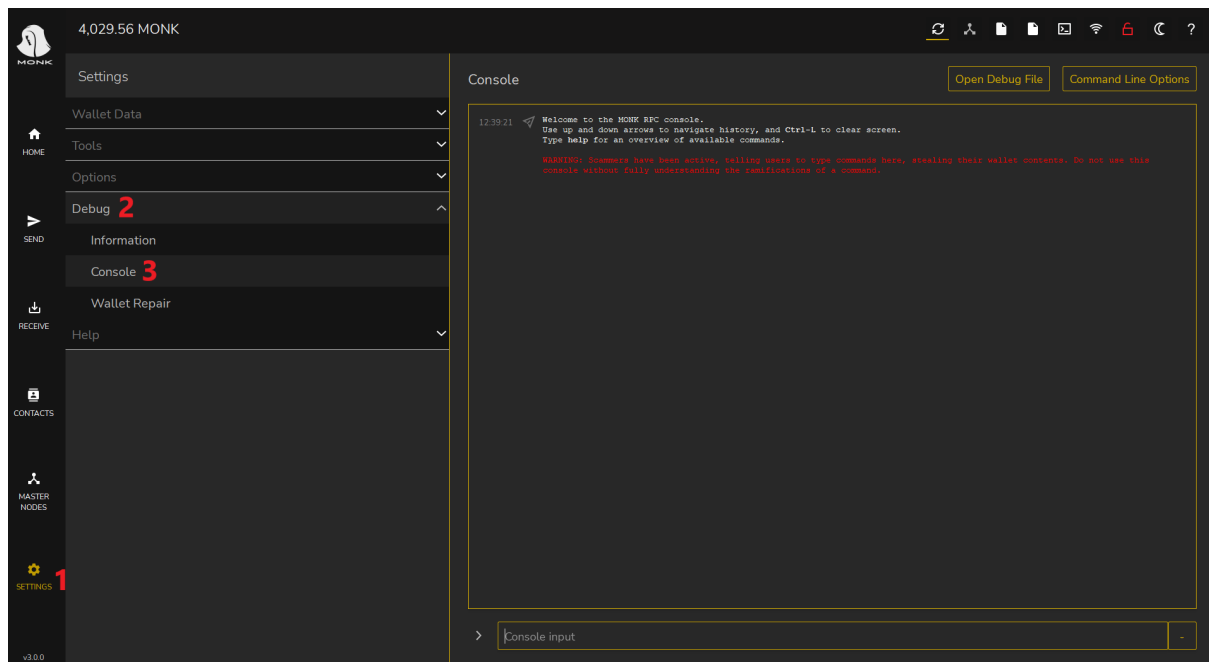 4,029.56 MONK
?
MONK
Settings
Console
Open Debug File
Command Line Options
Wallet Data
12:39:21
Welcome to the MONK RPC console.
Use up and down arrows to navigate history, and Ctrl-L to clear screen.
Type help for an overview of available commands.
WARNING: Scammers have been active, telling users to type commands here, stealing their wallet contents. Do not use this
console without fully understanding the ramifications of a command.
HOME
Tools
Options
Debug 2
SEND
Information
Console 3
Wallet Repair
RECEIVE
Help
CONTACTS
MASTER
NODES
SETTINGS 1
Console input
-
v3.0.0